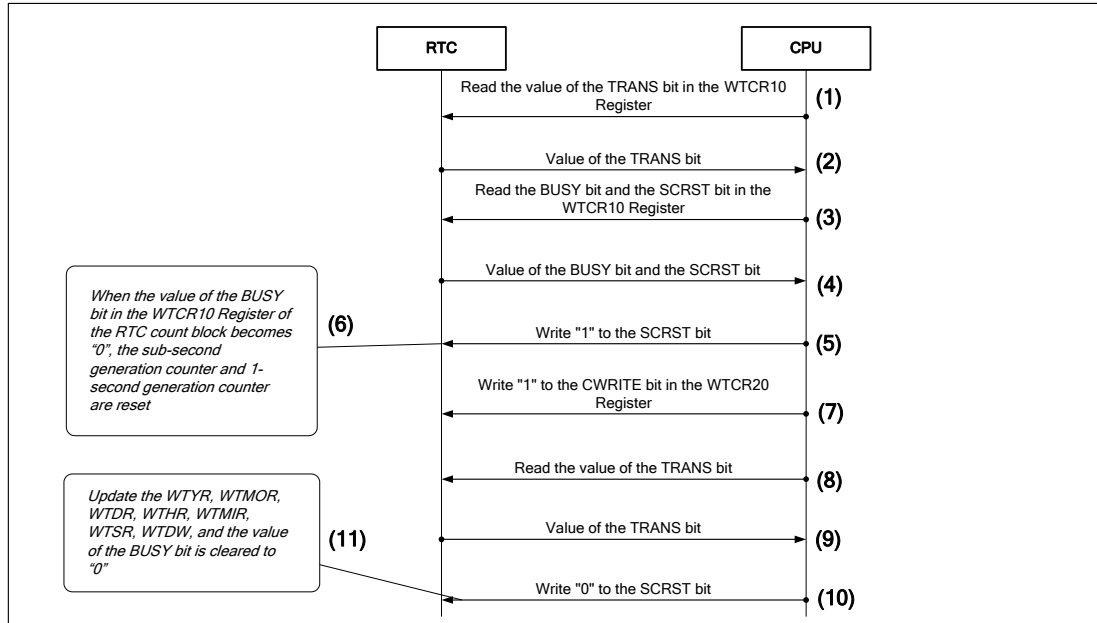 RTC
CPU
Read the value of the TRANS bit in the WTCR10
Register
(1)
Value of the TRANS bit
(2)
Read the BUSY bit and the SCRST bit in the
WTCR10 Register
(3)
Value of the BUSY bit and the SCRST bit
(4)
When the value of the BUSY
bit in the WTCR10 Register of
the RTC count block becomes
“0”, the sub-second
generation counter and 1-
second generation counter
are reset
(6)
Write "1" to the SCRST bit
(5)
Write "1" to the CWRITE bit in the WTCR20
Register
(7)
Read the value of the TRANS bit
(8)
Update the WTYR, WTMOR,
WTDR, WTHR, WTMIR,
WTSR, WTDW, and the value
of the BUSY bit is cleared to
“0”
(11)
Value of the TRANS bit
(9)
Write "0" to the SCRST bit
(10)